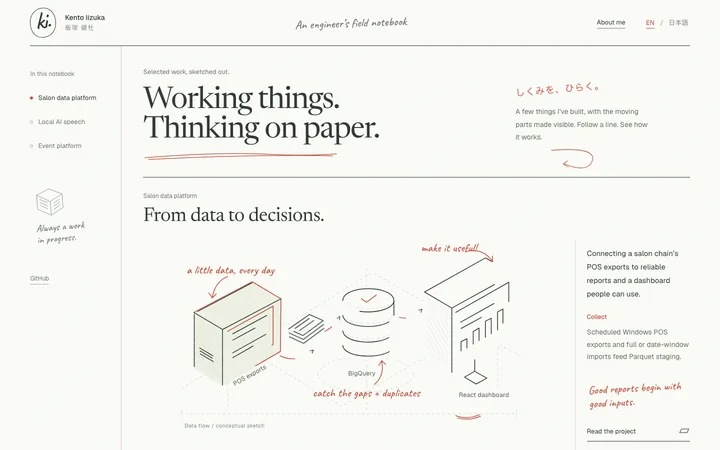 ki.
Kento Iizuka
飯塚 健杜
An engineer's field notebook
About me
EN / 日本語
In this notebook
Salon data platform
Local AI speech
Event platform
Always a work
in progress.
GitHub
Selected work, sketched out.
Working things.
Thinking on paper.
しくみを、ひらく。
A few things I've built, with the moving
parts made visible. Follow a line. See how
it works.
Salon data platform
From data to decisions.
a little data, every day
make it useful!
POS exports
BigQuery
catch the gaps + duplicates
React dashboard
Data flow / conceptual sketch
Connecting a salon chain's
POS exports to reliable
reports and a dashboard
people can use.
Collect
Scheduled Windows POS
exports and full or date-window
imports feed Parquet staging.
Good reports begin with
good inputs.
Read the project